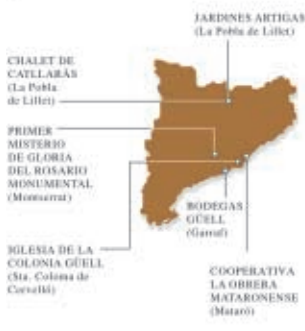 JARDINES ARTIGAS
(La Pobla de Lillet)
CHALET DE
CATLLARÀS
(La Pobla
de Lillet)
PRIMER
MISTERIO
DE GLORIA
DEL ROSARIO
MONUMENTAL
(Montserrat)
BODEGAS
GÜELL
(Garraf)
IGLESIA DE LA
COLONIA GÜELL
(Sta. Coloma de
Cervelló)
COOPERATIVA
LA OBRERA
MATARONENSE
(Mataró)